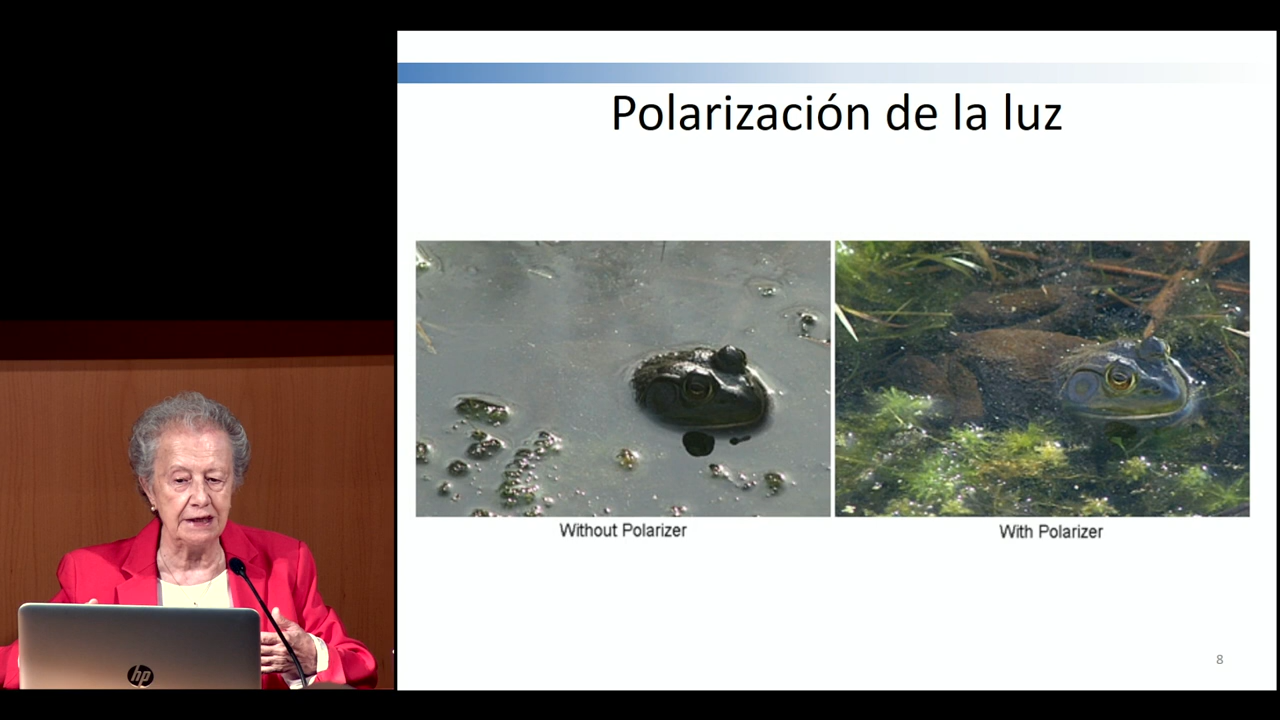 Polarización de la luz
Without Polarizer
With Polarizer
8
hp